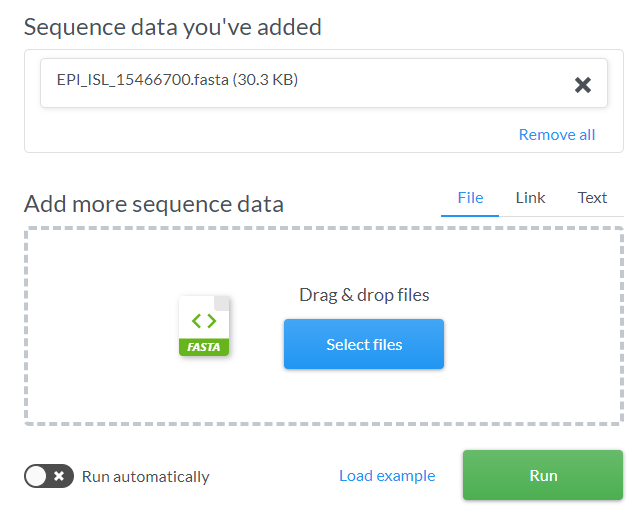 Sequence data you've added
EPI_ISL_15466700.fasta (30.3 KB)
Remove all
Add more sequence data
File Link Text
Drag & drop files
FASTA
Select files
Run automatically
Load example
Run